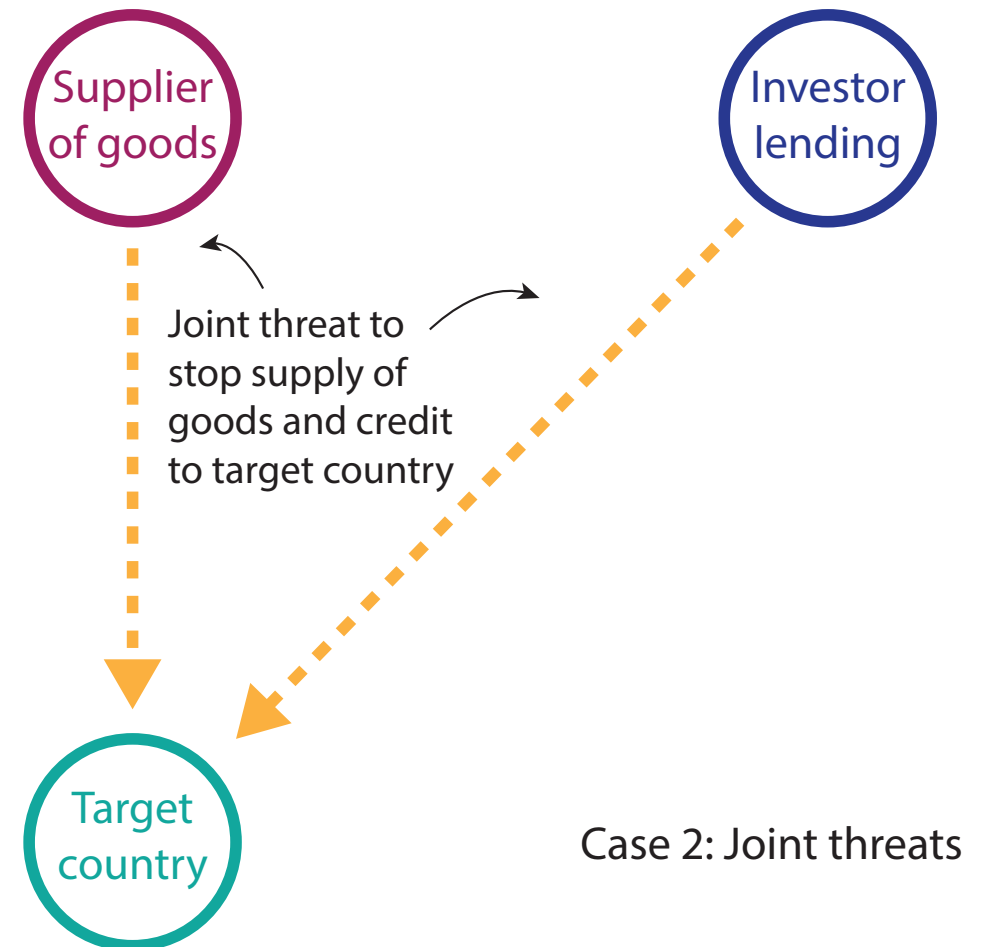 Supplier
of goods
Investor
lending
Joint threat to
stop supply of
goods and credit
to target country
Target
country
Case 2: Joint threats